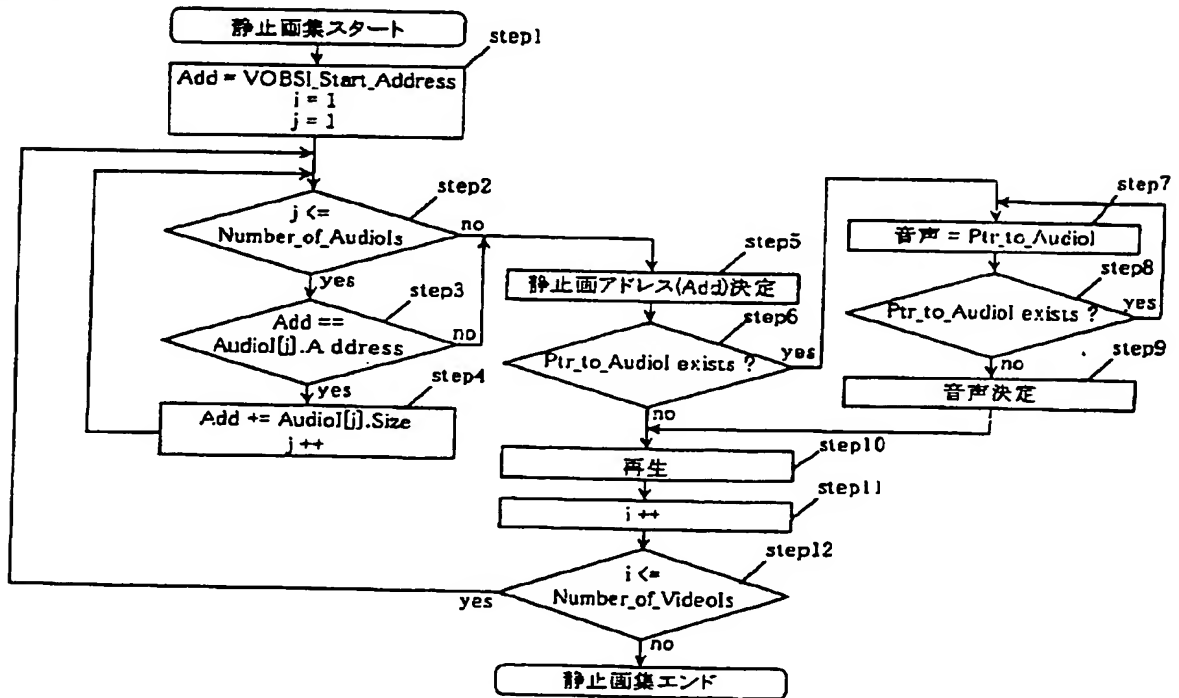 静止画集スタート
step1
Add = VOBSI_Start_Address
i = 1
j = 1
step2
j <=
Number_of_AudioIs
no
yes
step3
Add ==
AudioI[j].A ddress
no
yes
step4
Add += AudioI[j].Size
j ++
step5
静止画アドレス(Add)決定
step6
Ptr_to_AudioI exists ?
yes
no
step7
音声 = Ptr_to_AudioI
step8
Ptr_to_AudioI exists ?
yes
no
step9
音声決定
step10
再生
step11
i ++
step12
i <=
Number_of_VideoIs
yes
no
静止画集エンド